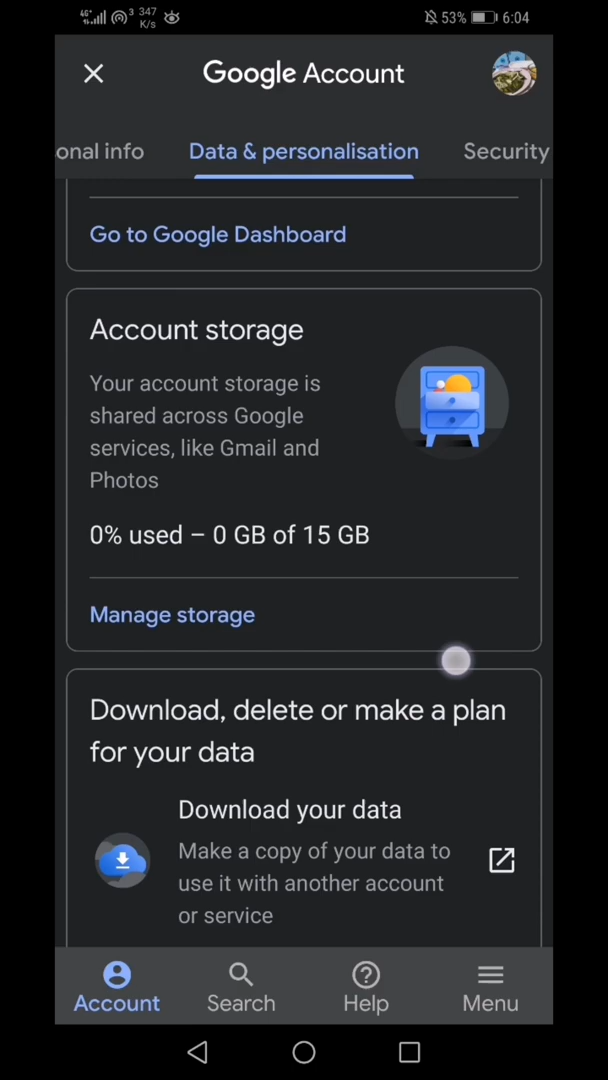 4G 3 347 K/s 53% 6:04
Google Account
onal info Data & personalisation Security
Go to Google Dashboard
Account storage
Your account storage is
shared across Google
services, like Gmail and
Photos
0% used – 0 GB of 15 GB
Manage storage
Download, delete or make a plan
for your data
Download your data
Make a copy of your data to
use it with another account
or service
Account Search Help Menu